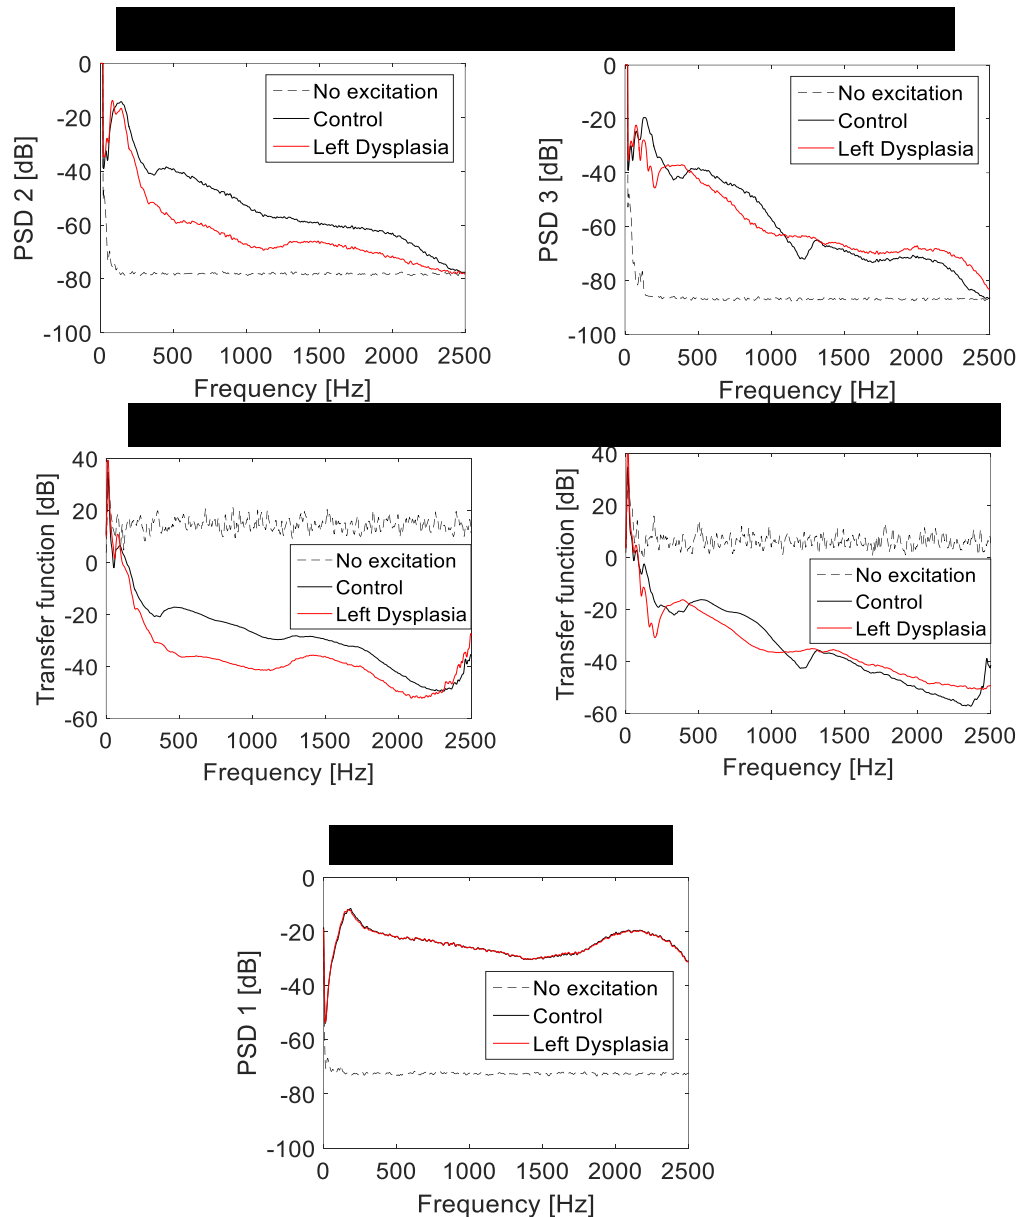 0
-20
-40
-60
-80
-100
PSD 2 [dB]
No excitation
Control
Left Dysplasia
0 500 1000 1500 2000 2500
Frequency [Hz]
0
-20
-40
-60
-80
-100
PSD 3 [dB]
No excitation
Control
Left Dysplasia
0 500 1000 1500 2000 2500
Frequency [Hz]
40
20
0
-20
-40
-60
Transfer function [dB]
No excitation
Control
Left Dysplasia
0 500 1000 1500 2000 2500
Frequency [Hz]
40
20
0
-20
-40
-60
Transfer function [dB]
No excitation
Control
Left Dysplasia
0 500 1000 1500 2000 2500
Frequency [Hz]
0
-20
-40
-60
-80
-100
PSD 1 [dB]
No excitation
Control
Left Dysplasia
0 500 1000 1500 2000 2500
Frequency [Hz]